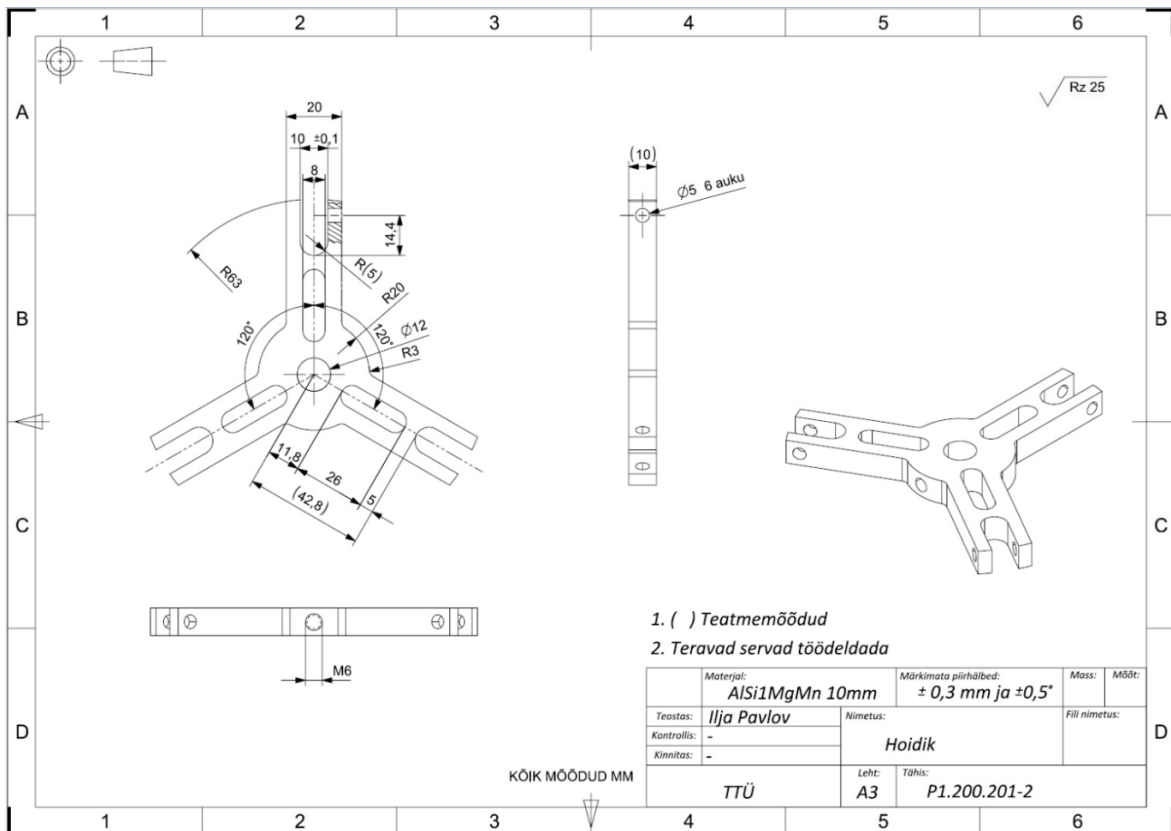 1 2 3 4 5 6
A A
Rz 25
20
10 ±0,1
8
(10)
Ø5 6 auku
14,4
R63
R(5)
R20
B B
120°
120°
Ø12
R3
11,8
26
5
(42,8)
C C
M6
1. ( ) Teatmemõõdud
2. Teravad servad töödeldada
Materjal: Märkimata piirhälbed: Mass: Mõõt:
AlSi1MgMn 10mm ± 0,3 mm ja ±0,5°
Teostas: Ilja Pavlov Nimetus: Fili nimetus:
Kontrollis: -
Hoidik
Kinnitas: -
D D
KÕIK MÕÕDUD MM
Leht: Tähis:
TTÜ A3 P1.200.201-2
1 2 3 4 5 6